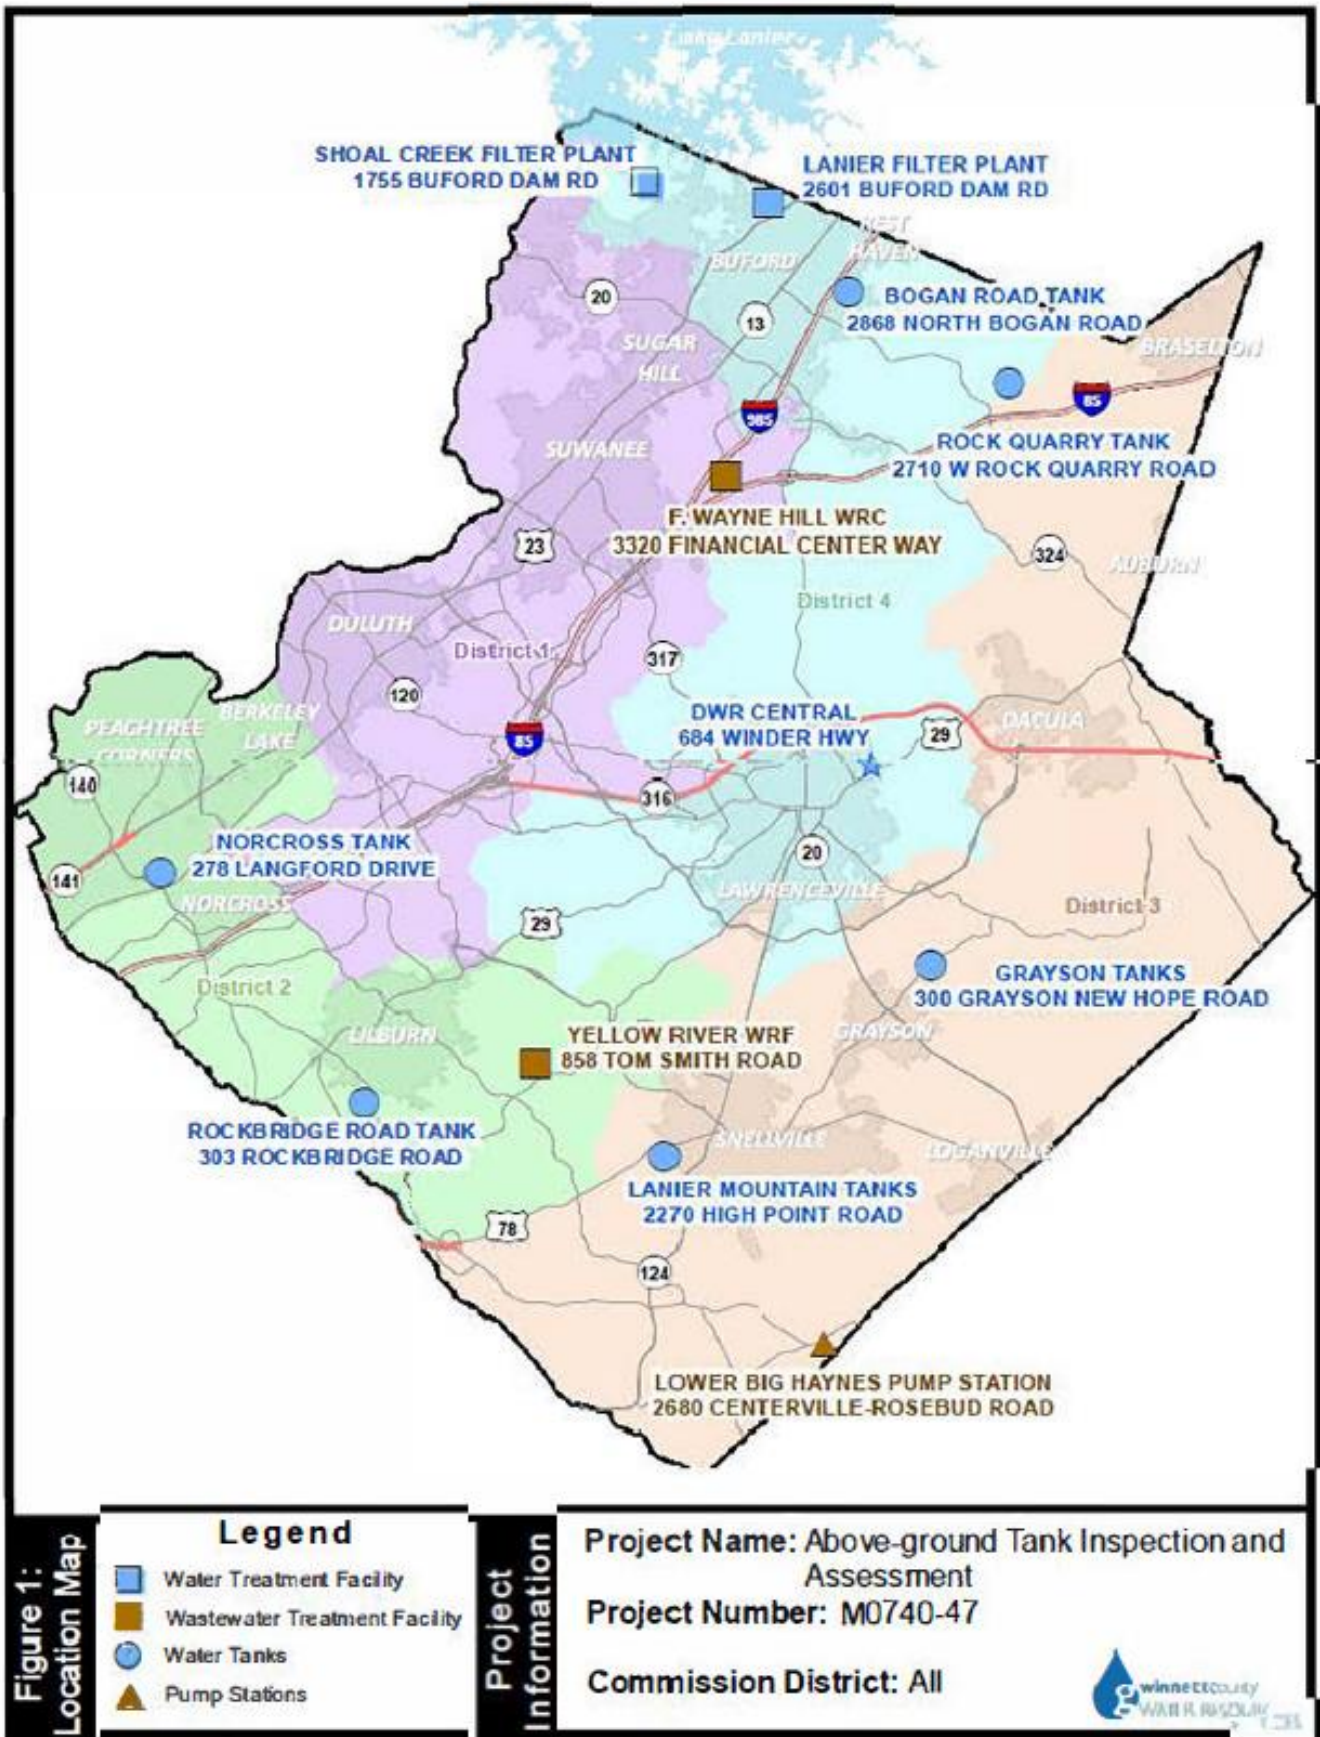 Lake Lanier
SHOAL CREEK FILTER PLANT
1755 BUFORD DAM RD
LANIER FILTER PLANT
2601 BUFORD DAM RD
REST
HAVEN
BUFORD
BOGAN ROAD TANK
2868 NORTH BOGAN ROAD
20
13
SUGAR
HILL
BRASELTON
985
85
SUWANEE
ROCK QUARRY TANK
2710 W ROCK QUARRY ROAD
F. WAYNE HILL WRC
3320 FINANCIAL CENTER WAY
23
324
AUBURN
District 4
DULUTH
District 1
317
120
PEACHTREE
CORNERS
BERKELEY
LAKE
DWR CENTRAL
684 WINDER HWY
29
DACULA
85
140
316
NORCROSS TANK
278 LANGFORD DRIVE
20
141
NORCROSS
LAWRENCEVILLE
District 3
29
District 2
GRAYSON TANKS
300 GRAYSON NEW HOPE ROAD
LILBURN
GRAYSON
YELLOW RIVER WRF
858 TOM SMITH ROAD
ROCKBRIDGE ROAD TANK
303 ROCKBRIDGE ROAD
SNELLVILLE
LOGANVILLE
LANIER MOUNTAIN TANKS
2270 HIGH POINT ROAD
78
124
LOWER BIG HAYNES PUMP STATION
2680 CENTERVILLE-ROSEBUD ROAD
Figure 1:
Location Map
Legend
Water Treatment Facility
Wastewater Treatment Facility
Water Tanks
Pump Stations
Project
Information
Project Name: Above-ground Tank Inspection and
Assessment
Project Number: M0740-47
Commission District: All
gwinnettcounty
WATER